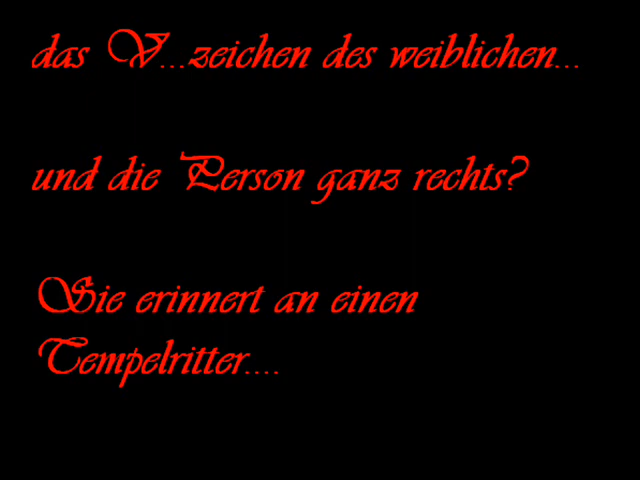 das V...zeichen des weiblichen...
und die Person ganz rechts?
Sie erinnert an einen
Tempelritter....